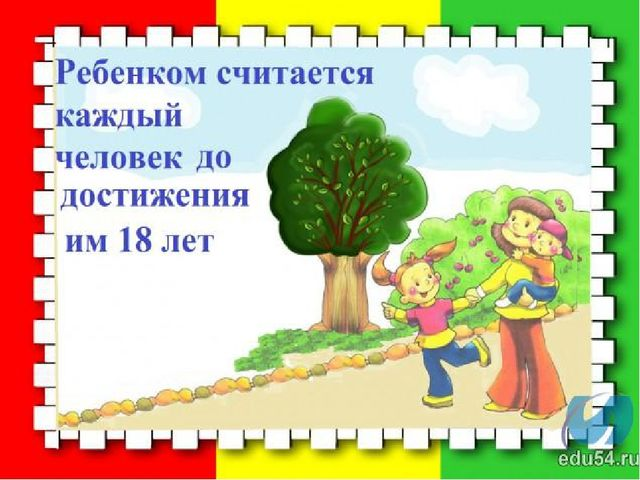 Ребенком считается
каждый
человек до
достижения
им 18 лет
edu54.ru